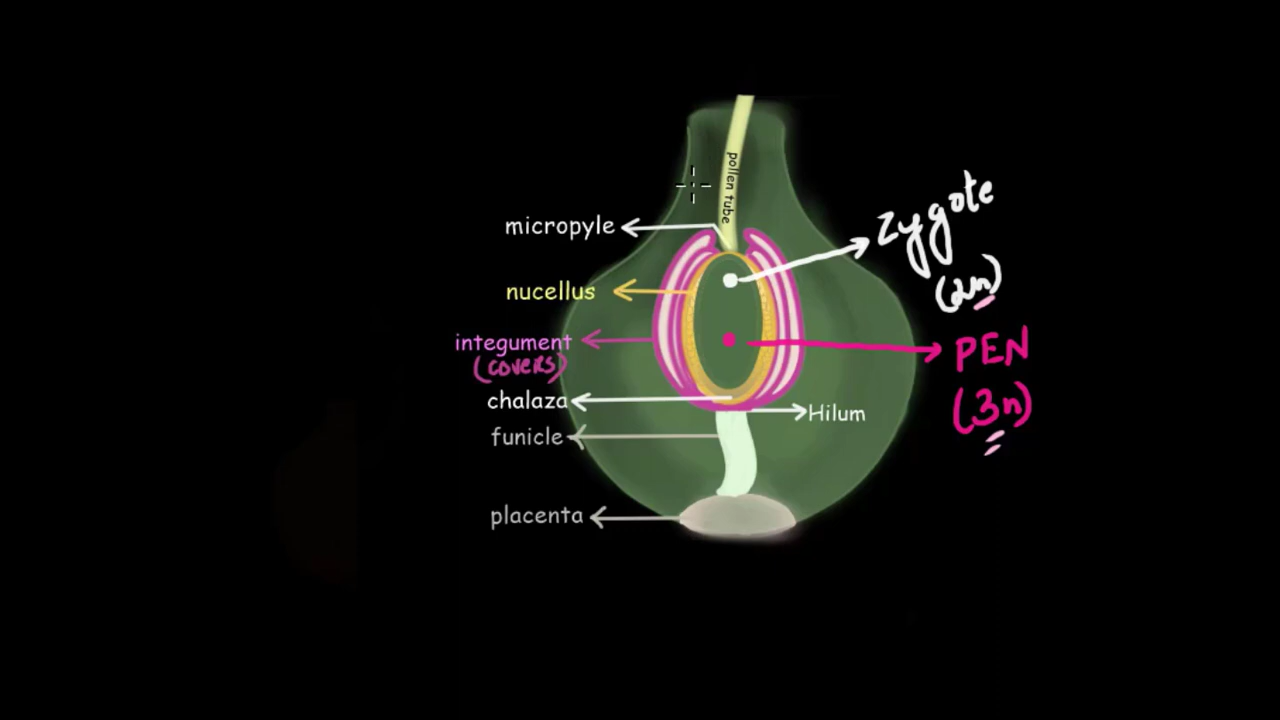 pollen tube
micropyle
Zygote
(2n)
nucellus
integument
(covers)
PEN
(3n)
chalaza
Hilum
funicle
placenta